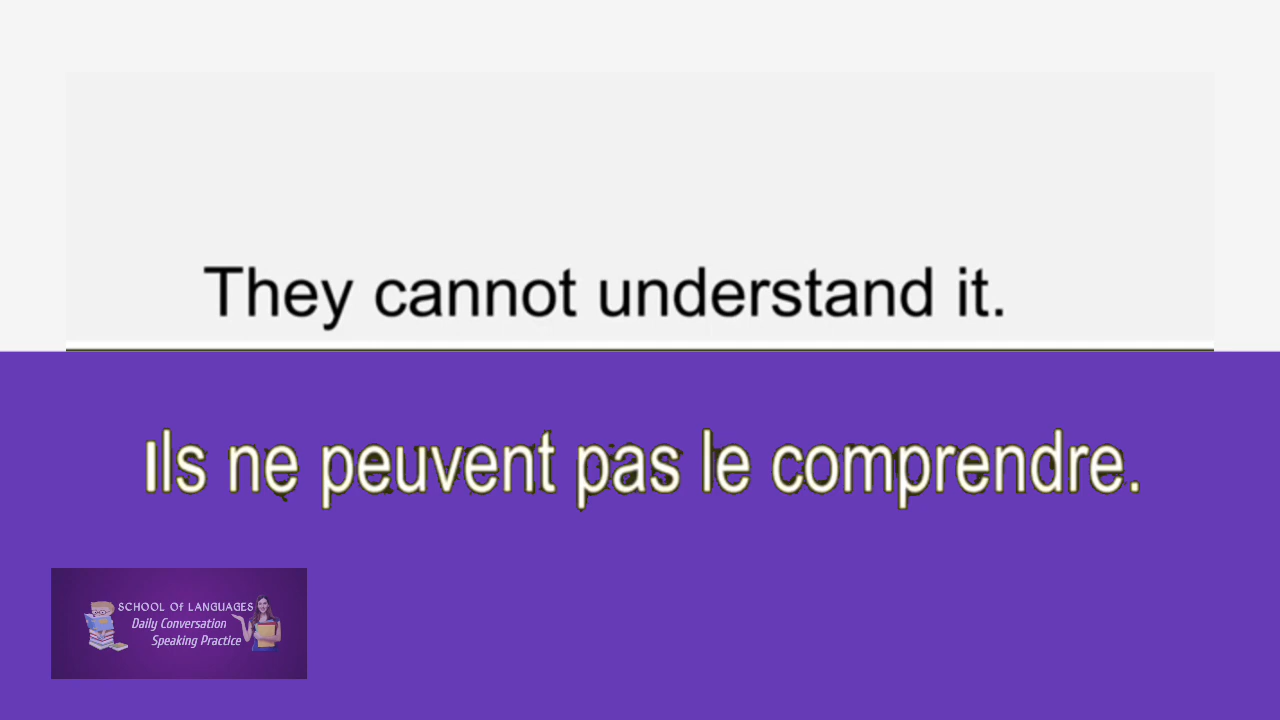 They cannot understand it.
Ils ne peuvent pas le comprendre.
SCHOOL Of LANGUAGES
Daily Conversation
Speaking Practice